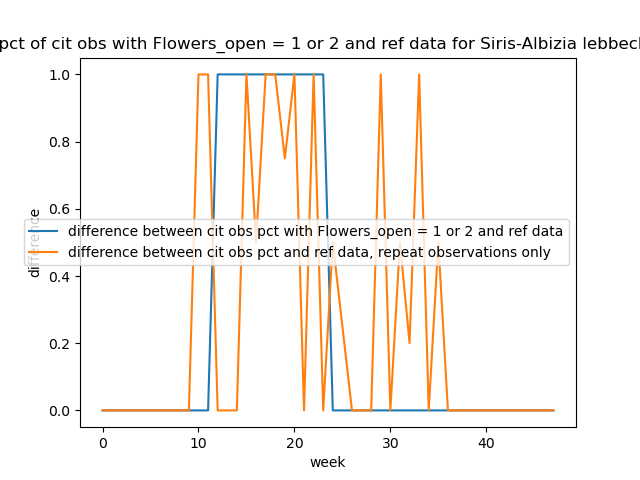 pct of cit obs with Flowers_open = 1 or 2 and ref data for Siris-Albizia lebbeck
1.0
0.8
0.6
0.4
0.2
0.0
difference
difference between cit obs pct with Flowers_open = 1 or 2 and ref data
difference between cit obs pct and ref data, repeat observations only
0
10
20
30
40
week